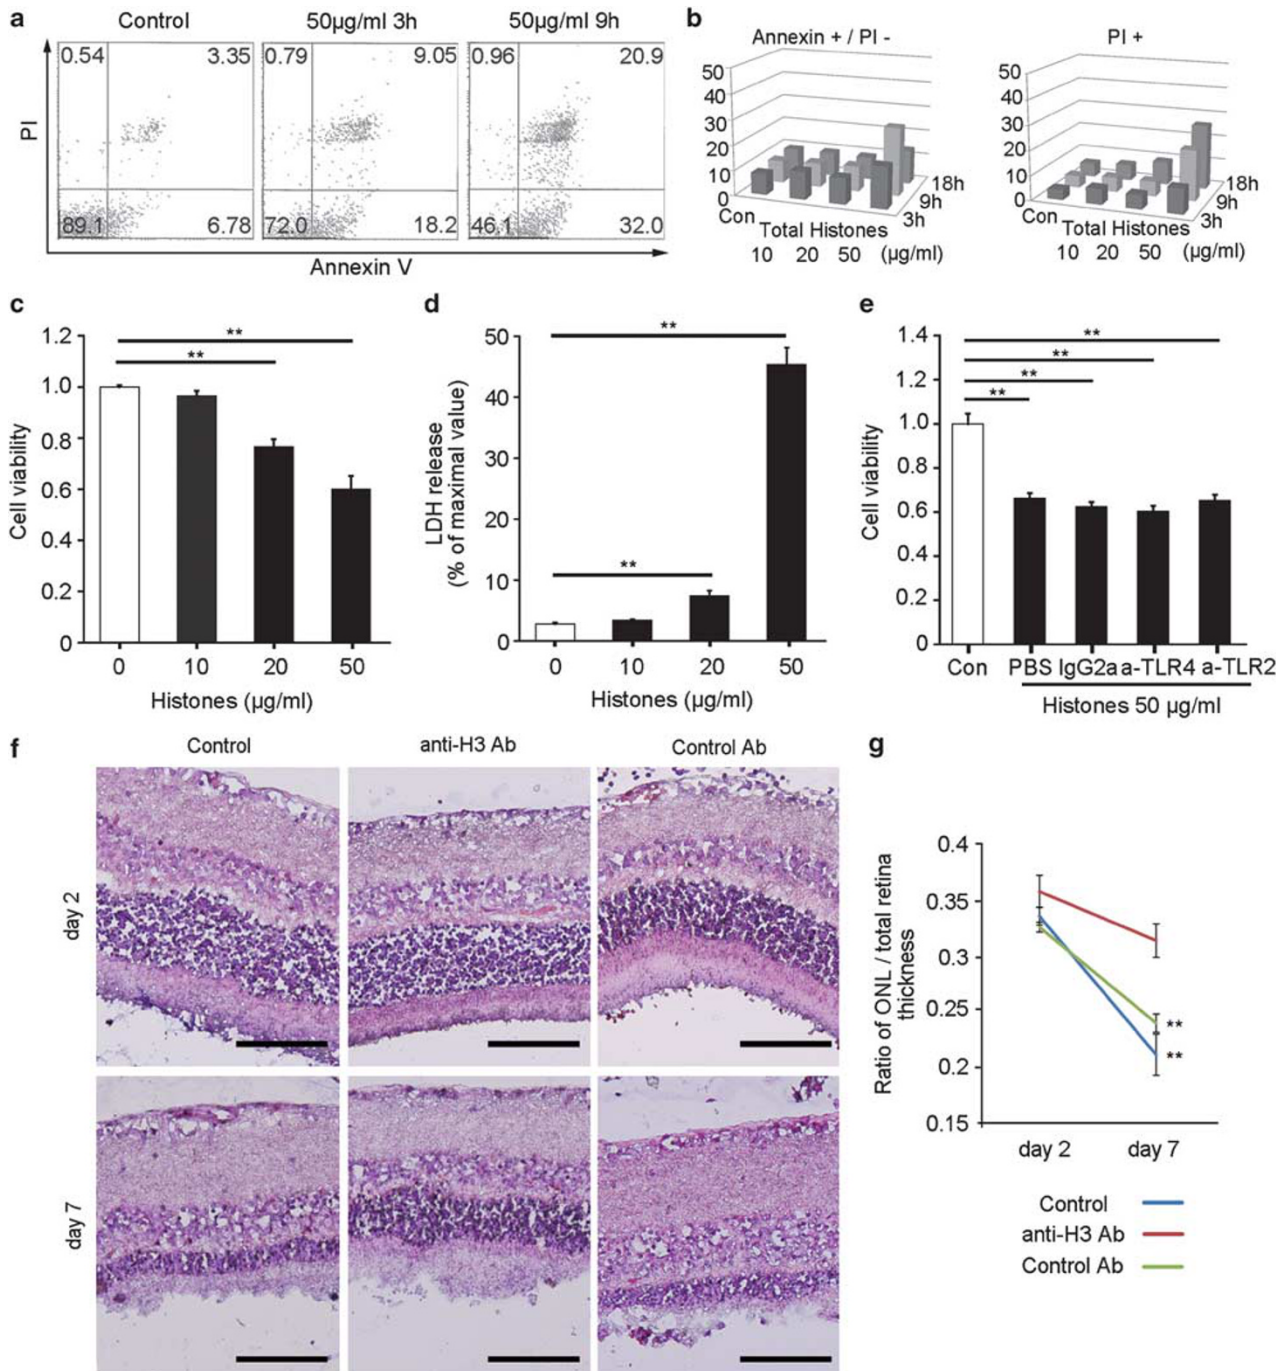 a
Control
50µg/ml 3h
50µg/ml 9h
0.54 3.35
0.79 9.05
0.96 20.9
PI
89.1 6.78
72.0 18.2
46.1 32.0
Annexin V
b
Annexin + / PI -
50
40
30
20
10
0
Con
18h
9h
3h
Total Histones
10 20 50 (µg/ml)
PI +
50
40
30
20
10
0
Con
18h
9h
3h
Total Histones
10 20 50 (µg/ml)
c
Cell viability
1.2
1.0
0.8
0.6
0.4
0.2
0
**
**
0 10 20 50
Histones (µg/ml)
d
LDH release
(% of maximal value)
50
40
30
20
10
0
**
**
0 10 20 50
Histones (µg/ml)
e
Cell viability
1.4
1.2
1.0
0.8
0.6
0.4
0.2
0
**
**
**
**
Con PBS IgG2a a-TLR4 a-TLR2
Histones 50 µg/ml
f
Control
anti-H3 Ab
Control Ab
day 2
day 7
g
Ratio of ONL / total retina
thickness
0.4
0.35
0.3
0.25
0.2
0.15
**
**
day 2 day 7
Control
anti-H3 Ab
Control Ab